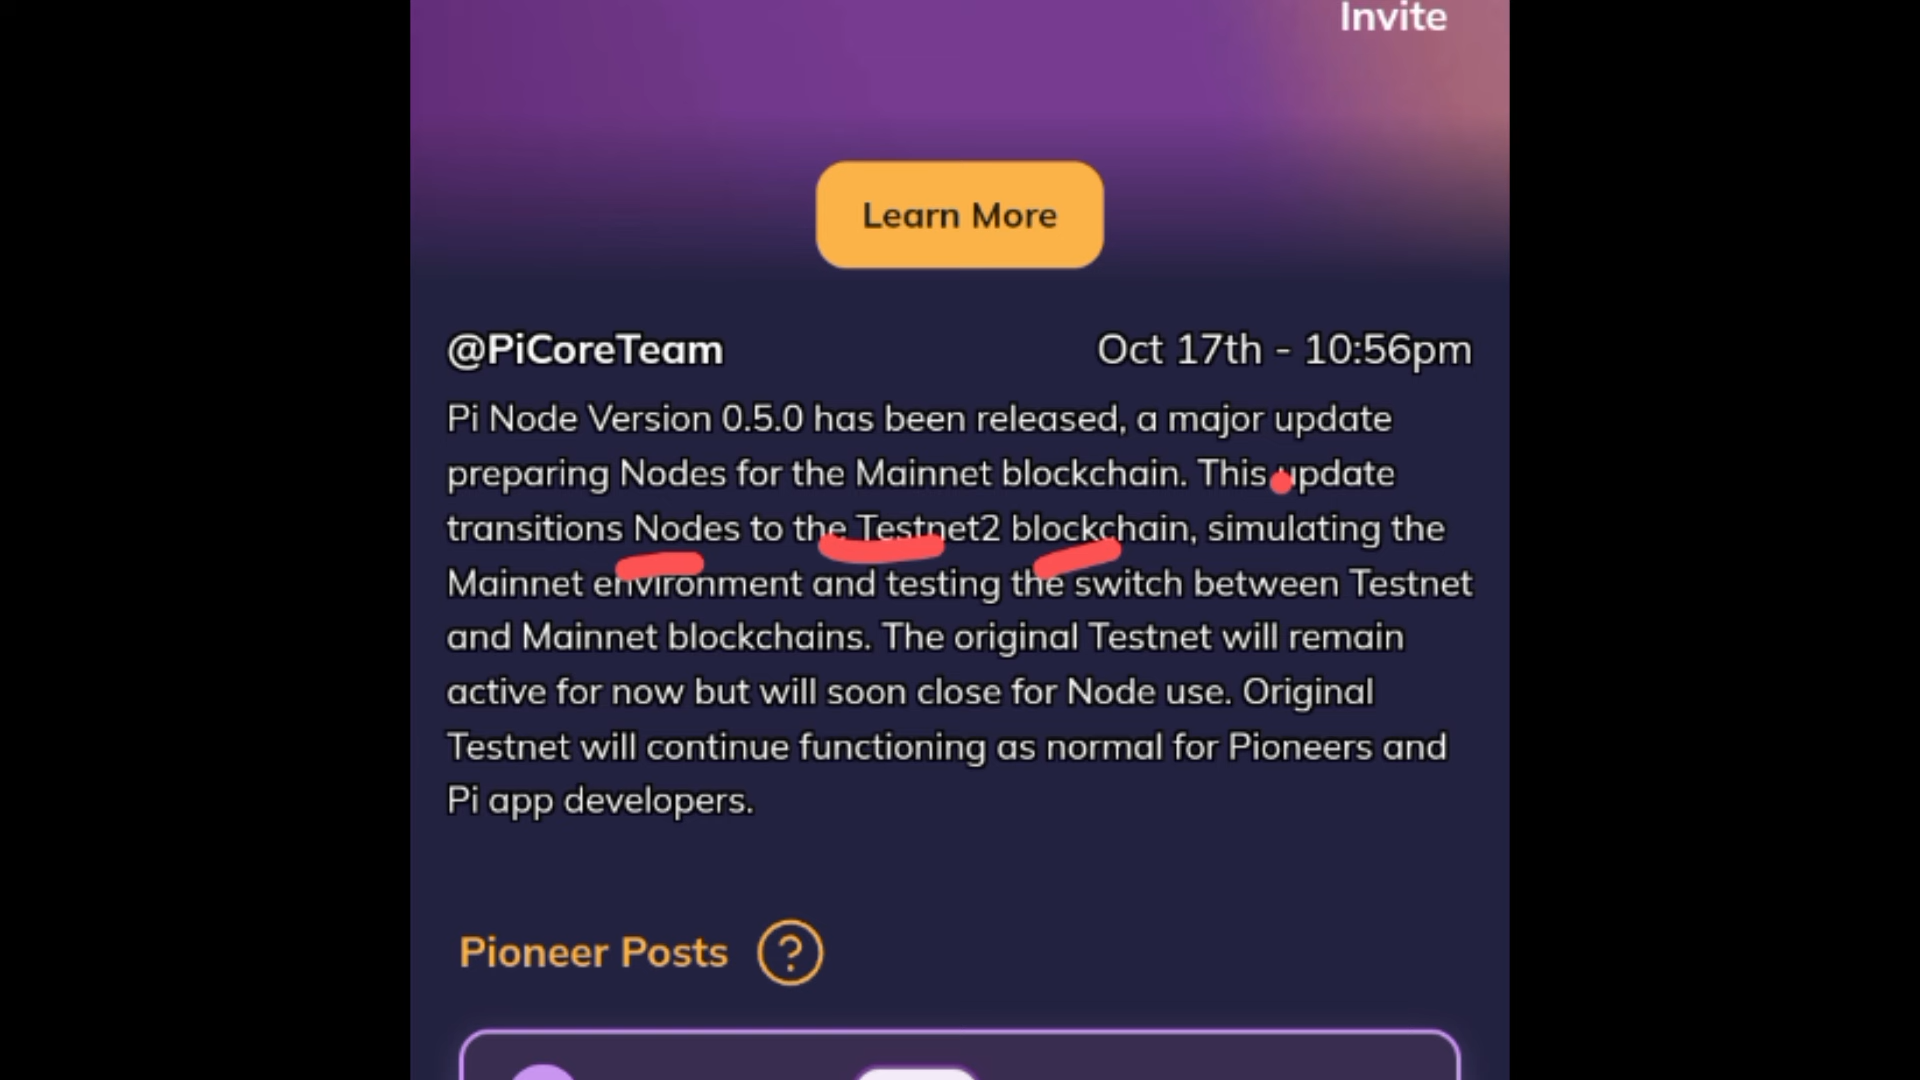 Invite
Learn More
@PiCoreTeam Oct 17th - 10:56pm
Pi Node Version 0.5.0 has been released, a major update
preparing Nodes for the Mainnet blockchain. This update
transitions Nodes to the Testnet2 blockchain, simulating the
Mainnet environment and testing the switch between Testnet
and Mainnet blockchains. The original Testnet will remain
active for now but will soon close for Node use. Original
Testnet will continue functioning as normal for Pioneers and
Pi app developers.
Pioneer Posts ?